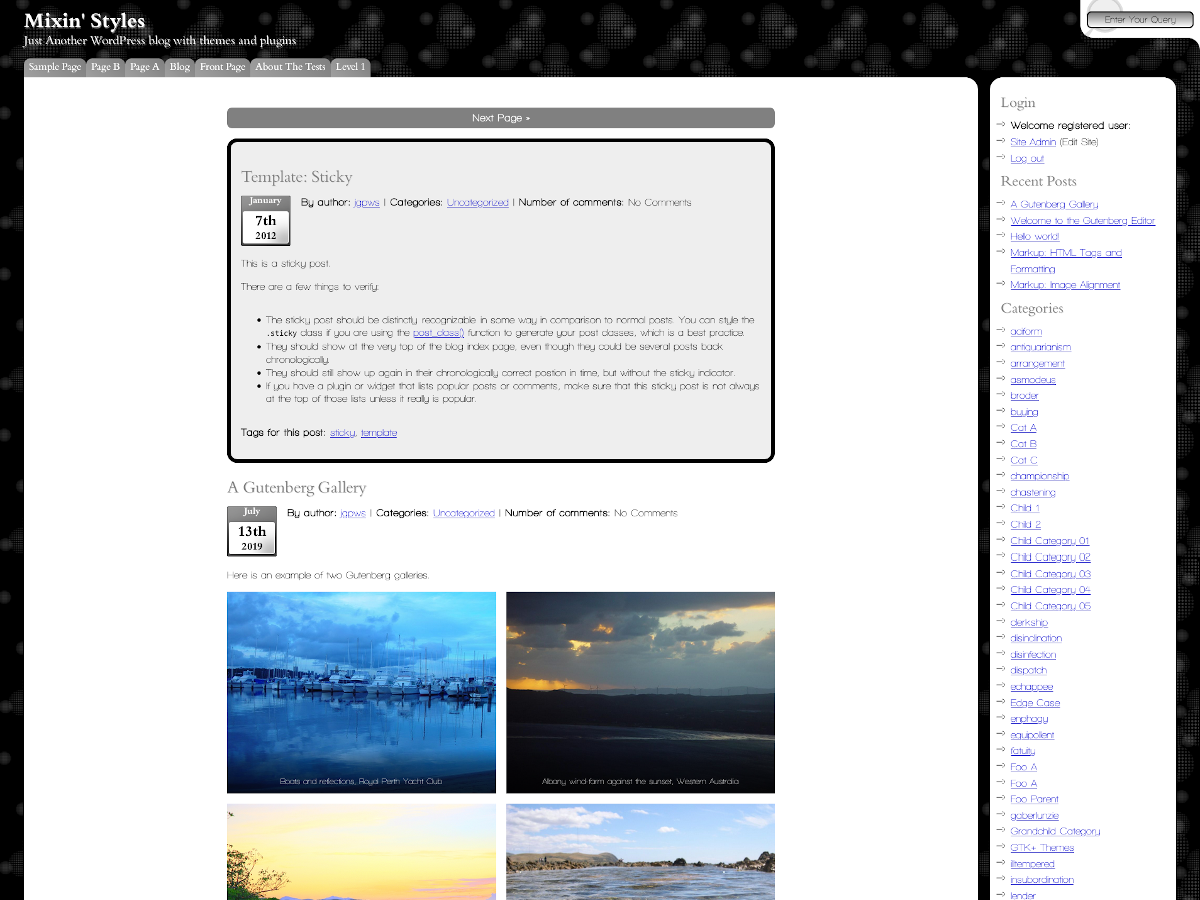 Mixin' Styles
Just Another WordPress blog with themes and plugins
Enter Your Query
Sample Page Page B Page A Blog Front Page About The Tests Level 1
Next Page »
Template: Sticky
January
7th
2012
By author: jgpws | Categories: Uncategorized | Number of comments: No Comments
This is a sticky post.
There are a few things to verify:
The sticky post should be distinctly recognizable in some way in comparison to normal posts. You can style the
.sticky class if you are using the post_class() function to generate your post classes, which is a best practice.
They should show at the very top of the blog index page, even though they could be several posts back
chronologically.
They should still show up again in their chronologically correct postion in time, but without the sticky indicator.
If you have a plugin or widget that lists popular posts or comments, make sure that this sticky post is not always
at the top of those lists unless it really is popular.
Tags for this post: sticky, template
A Gutenberg Gallery
July
13th
2019
By author: jgpws | Categories: Uncategorized | Number of comments: No Comments
Here is an example of two Gutenberg galleries.
Boats and reflections, Royal Perth Yacht Club
Albany wind-farm against the sunset, Western Australia
Login
Welcome registered user:
Site Admin (Edit Site)
Log out
Recent Posts
A Gutenberg Gallery
Welcome to the Gutenberg Editor
Hello world!
Markup: HTML Tags and
Formatting
Markup: Image Alignment
Categories
aciform
antiquarianism
arrangement
asmodeus
broder
buying
Cat A
Cat B
Cat C
championship
chastening
Child 1
Child 2
Child Category 01
Child Category 02
Child Category 03
Child Category 04
Child Category 05
clerkship
disinclination
disinfection
dispatch
echappee
Edge Case
enphagy
equipollent
fatuity
Foo A
Foo A
Foo Parent
gaberlunzie
Grandchild Category
GTK+ Themes
illtempered
insubordination
lender